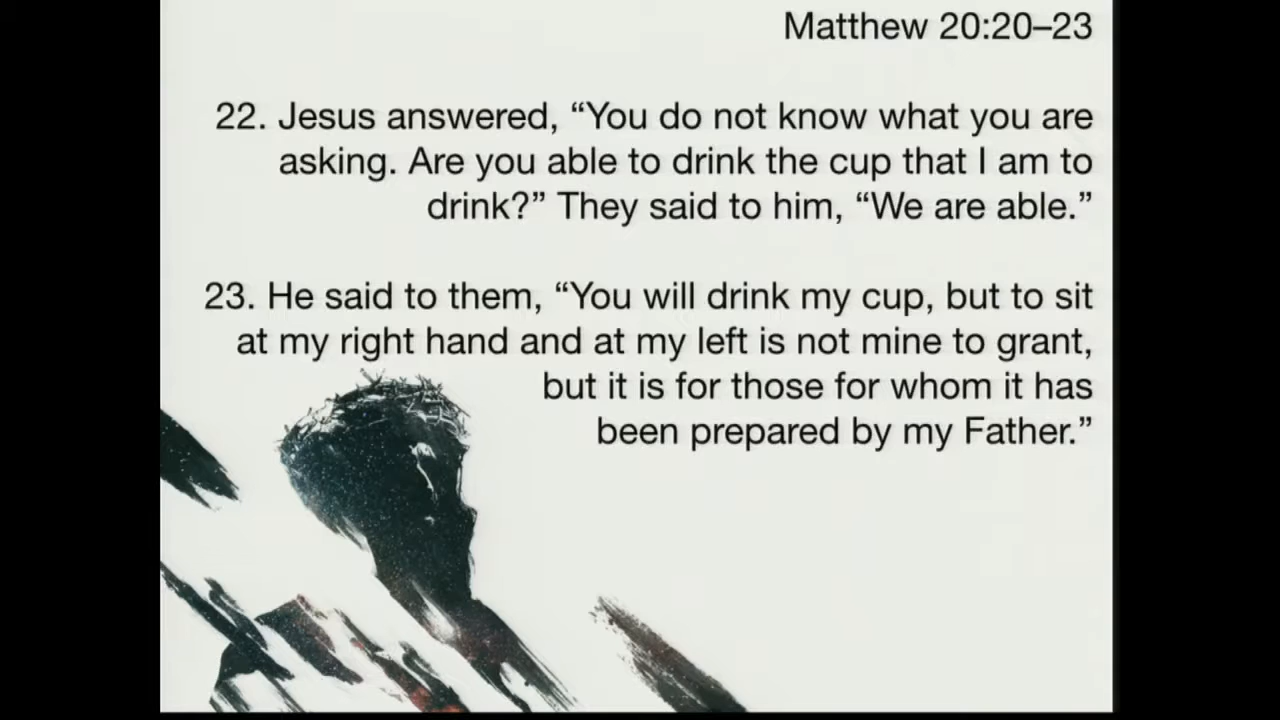 Matthew 20:20–23
22. Jesus answered, “You do not know what you are
asking. Are you able to drink the cup that I am to
drink?” They said to him, “We are able.”
23. He said to them, “You will drink my cup, but to sit
at my right hand and at my left is not mine to grant,
but it is for those for whom it has
been prepared by my Father.”